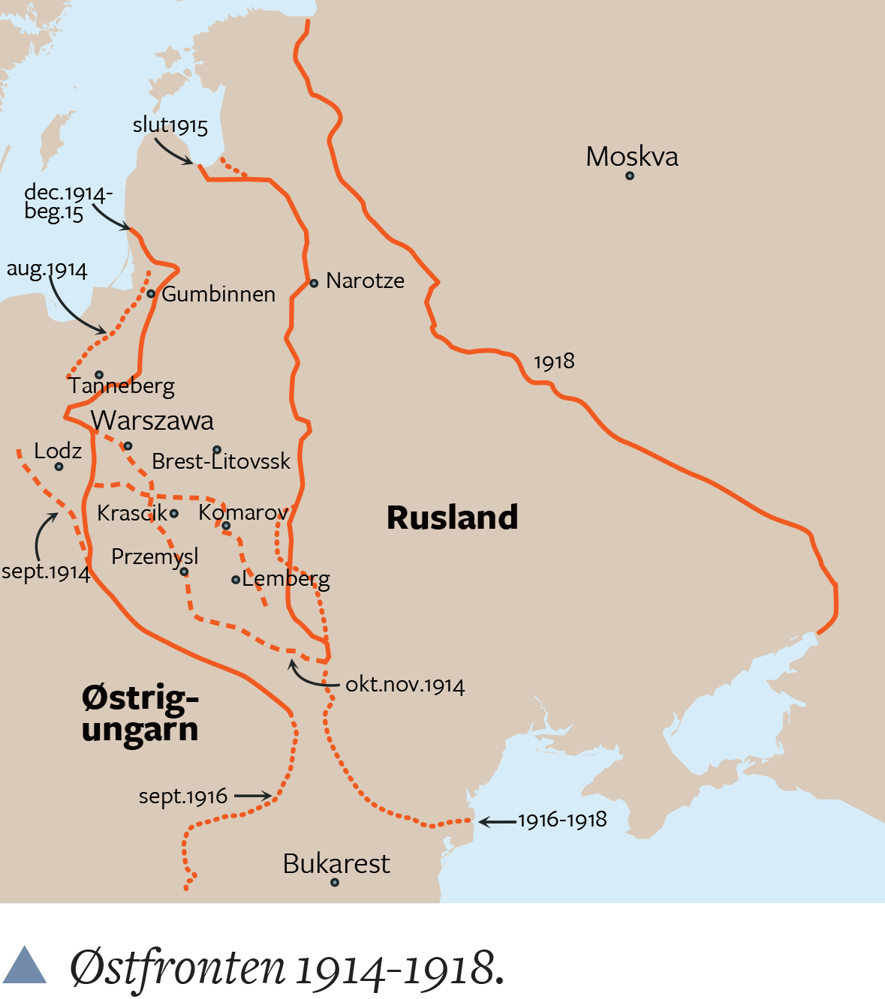 slut1915
Moskva
dec.1914-
beg.15
aug.1914
Narotze
Gumbinnen
1918
Tanneberg
Warszawa
Lodz
Brest-Litovssk
Krascik
Komarov
Rusland
Przemysl
sept.1914
Lemberg
okt.nov.1914
Østrig-
ungarn
sept.1916
1916-1918
Bukarest
Østfronten 1914-1918.